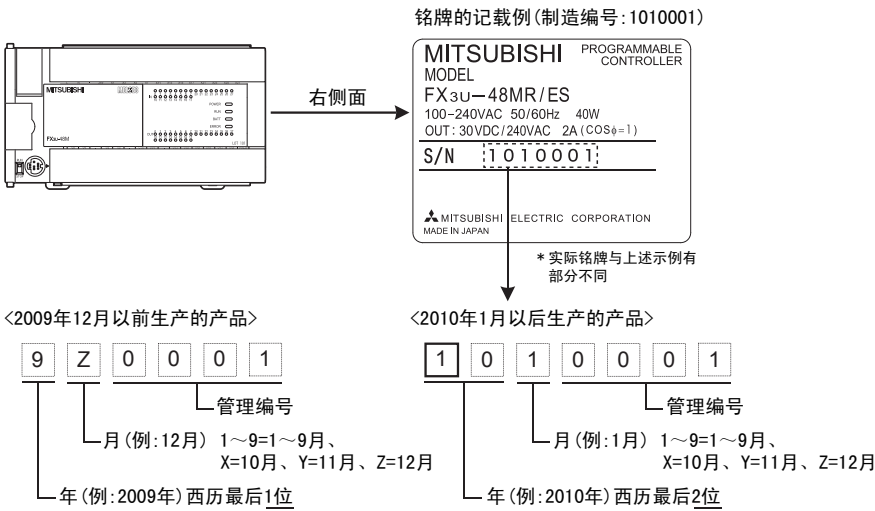 铭牌的记载例(制造编号:1010001)
MITSUBISHI
PROGRAMMABLE
CONTROLLER
MODEL
FX3U-48MR/ES
100-240VAC 50/60Hz 40W
OUT: 30VDC/240VAC 2A (COSφ=1)
S/N 1010001
MITSUBISHI ELECTRIC CORPORATION
MADE IN JAPAN
右侧面
MITSUBISHI
POWER
RUN
BATT
ERROR
OUT
FX3U-48M
*实际铭牌与上述示例有
部分不同
<2009年12月以前生产的产品>
9 Z 0 0 0 1
管理编号
月(例:12月) 1～9=1～9月、
X=10月、Y=11月、Z=12月
年(例:2009年)西历最后1位
<2010年1月以后生产的产品>
1 0 1 0 0 0 1
管理编号
月(例:1月) 1～9=1～9月、
X=10月、Y=11月、Z=12月
年(例:2010年)西历最后2位